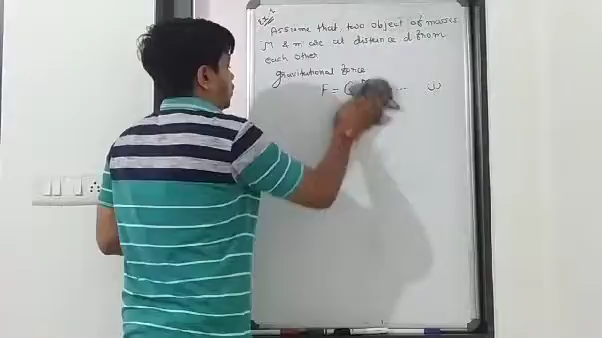 Assume that, two object of masses
M & m are at distance d from
each other
gravitational force
F = G